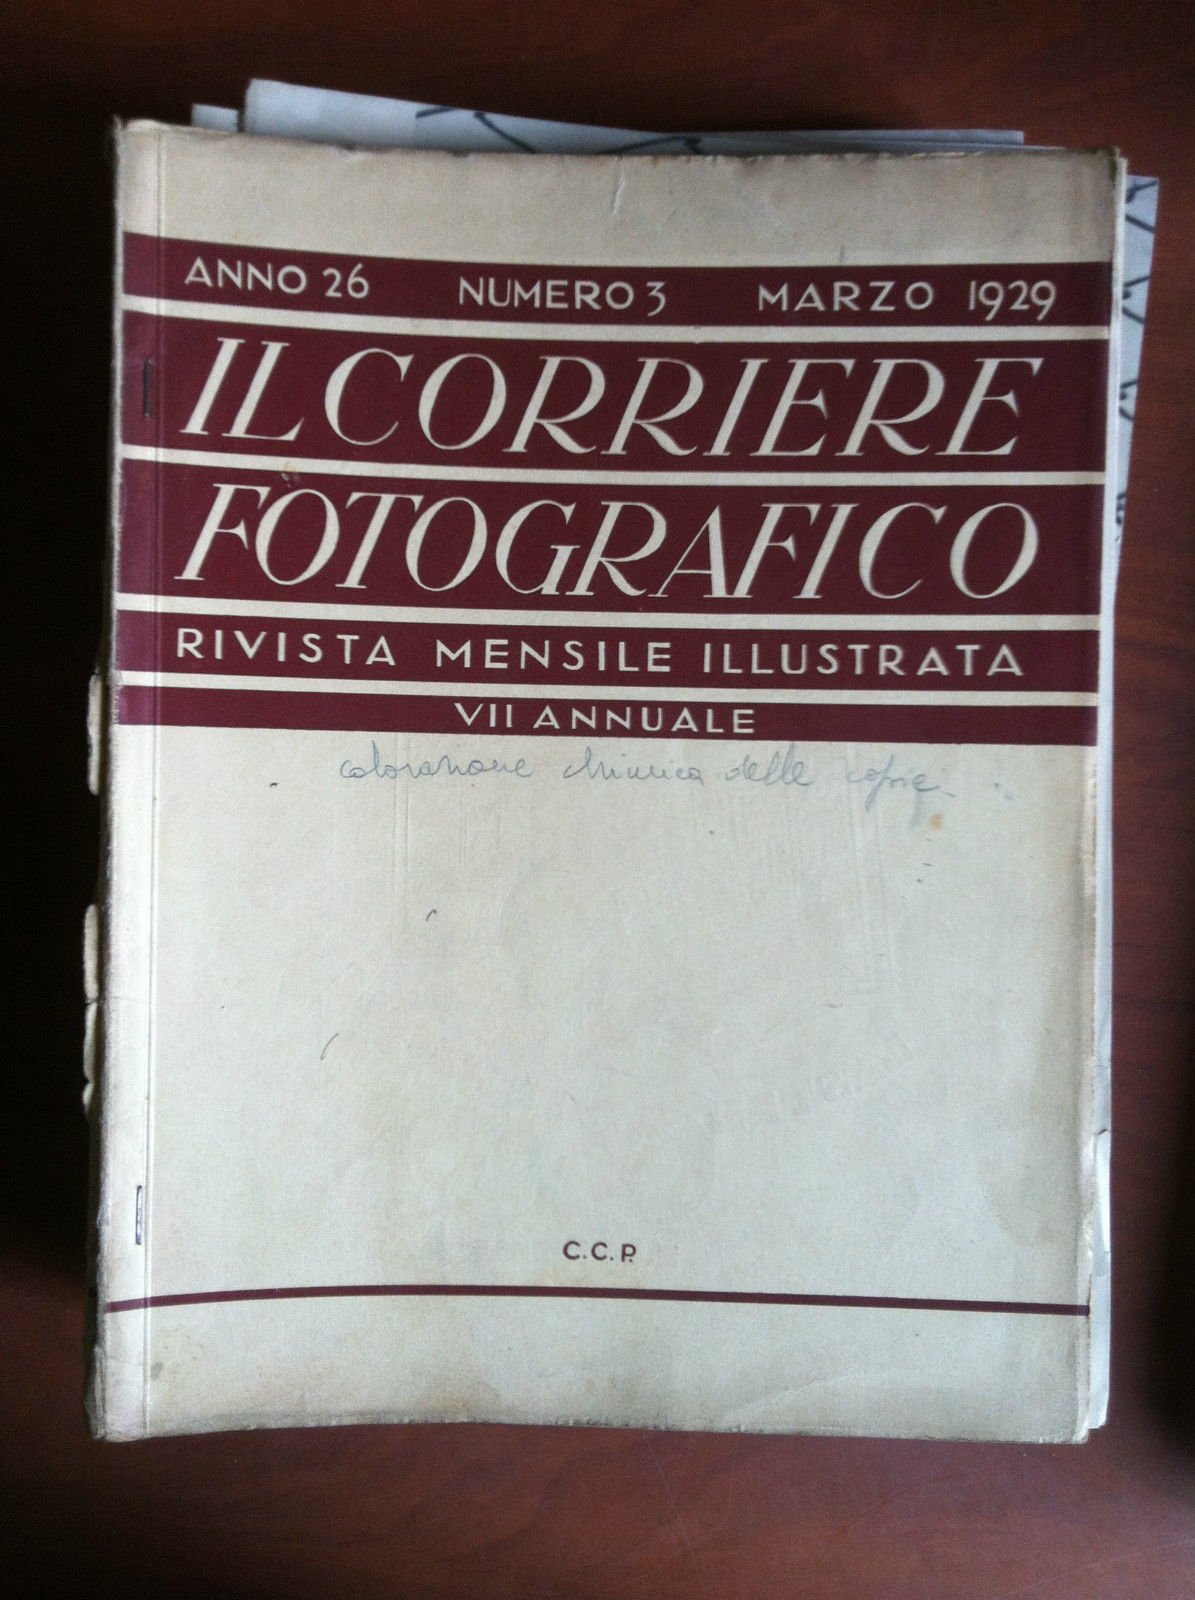 ANNO 26 NUMERO 3 MARZO 1929
IL CORRIERE
FOTOGRAFICO
RIVISTA MENSILE ILLUSTRATA
VII ANNUALE
colorazione chimica delle copie
C.C.P.